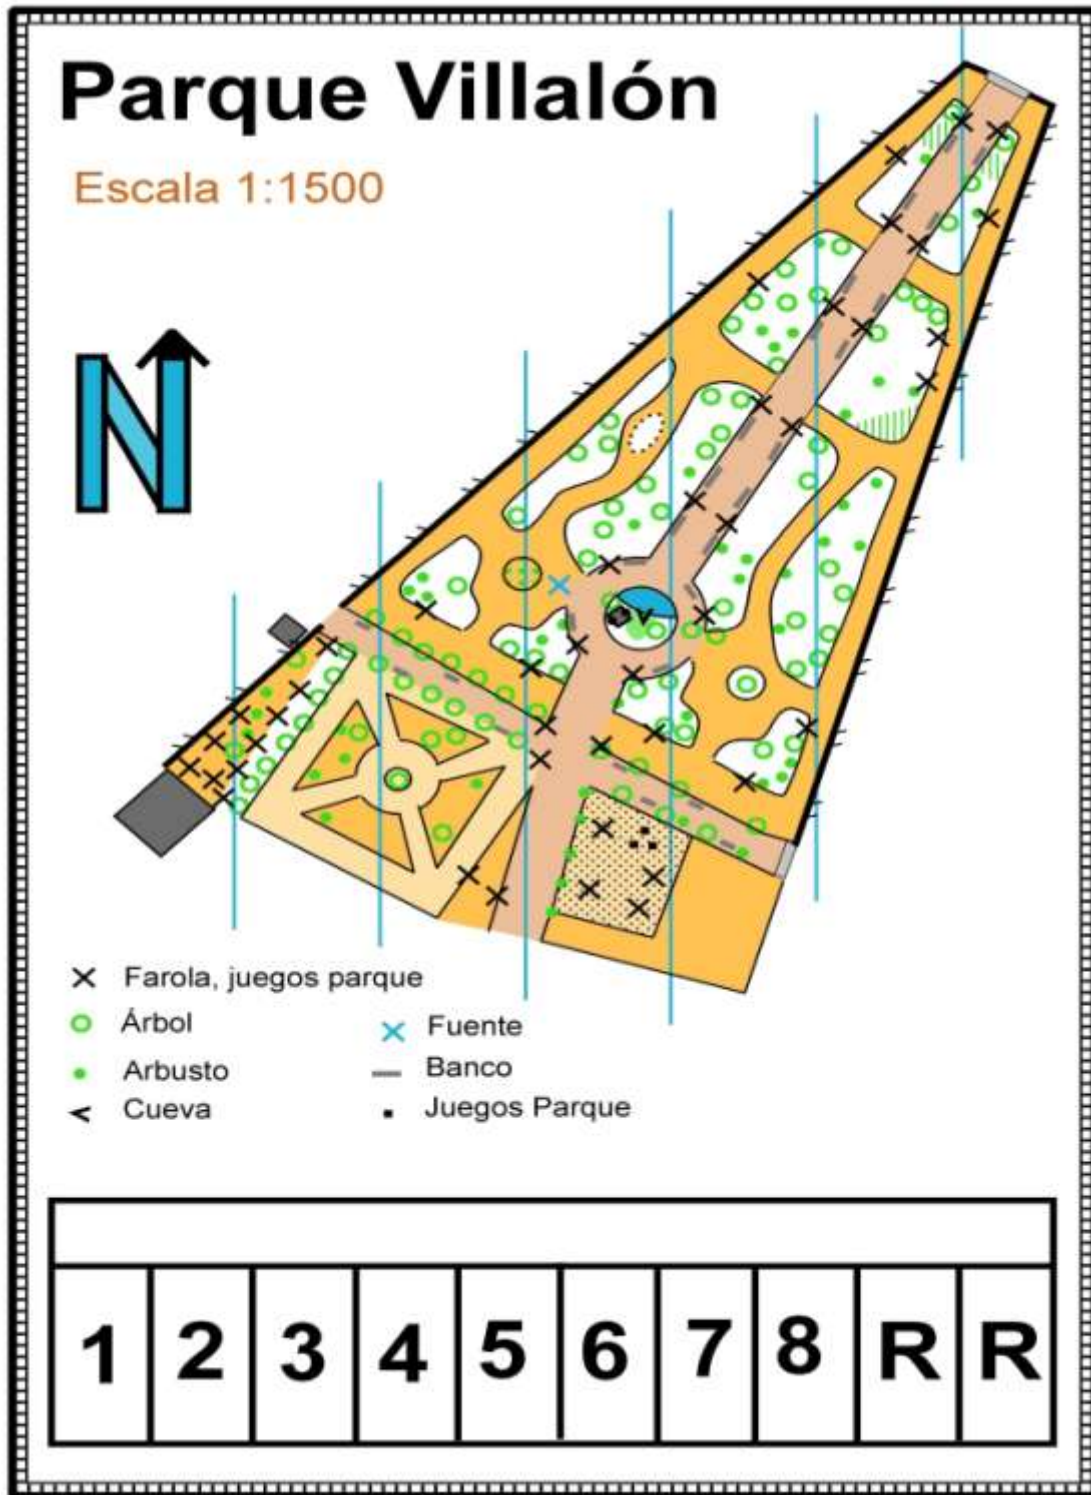 Parque Villalón
Escala 1:1500
N
Farola, juegos parque
Árbol
Fuente
Arbusto
Banco
Cueva
Juegos Parque
1 2 3 4 5 6 7 8 R R